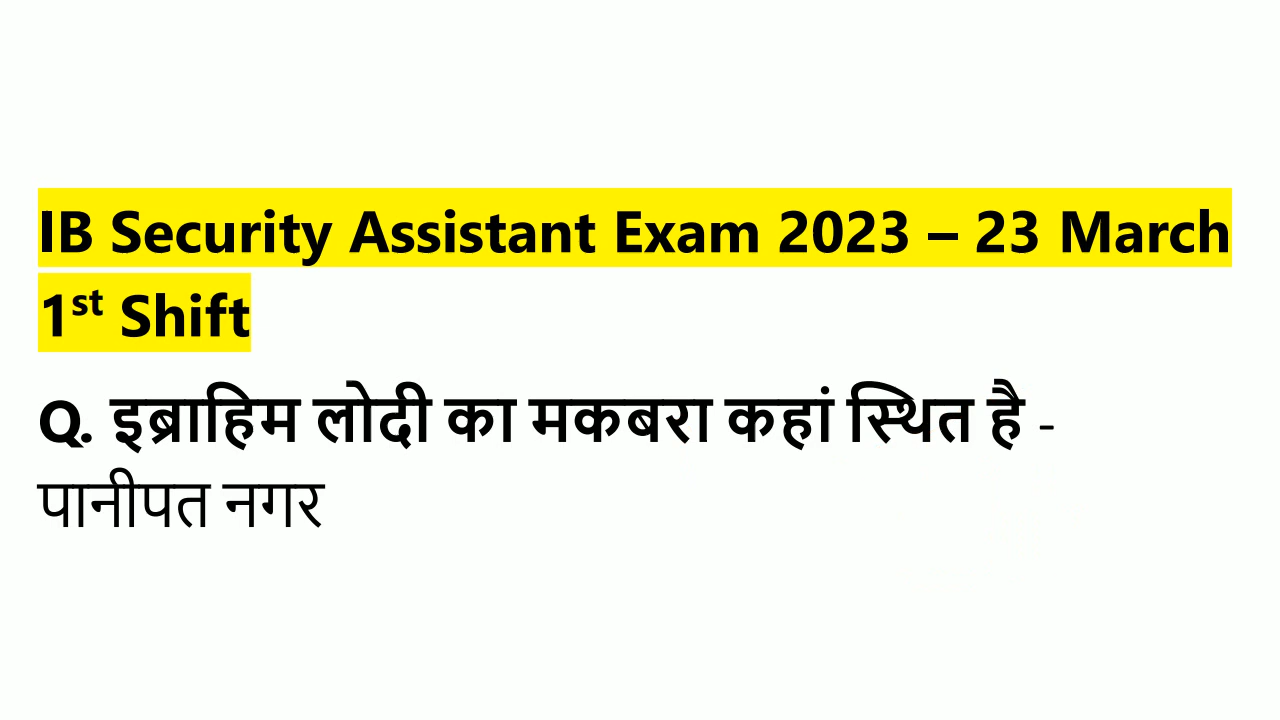 IB Security Assistant Exam 2023 – 23 March
1st Shift
Q. इब्राहिम लोदी का मकबरा कहां स्थित है -
पानीपत नगर